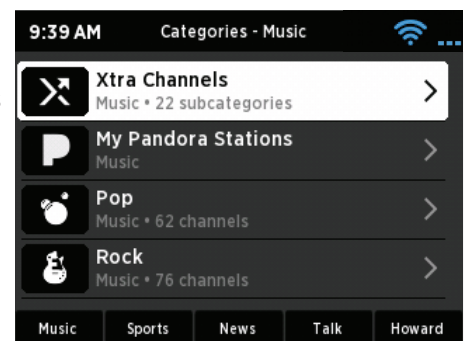 9:39 AM Categories - Music
Xtra Channels
Music • 22 subcategories
My Pandora Stations
Music
Pop
Music • 62 channels
Rock
Music • 76 channels
Music Sports News Talk Howard